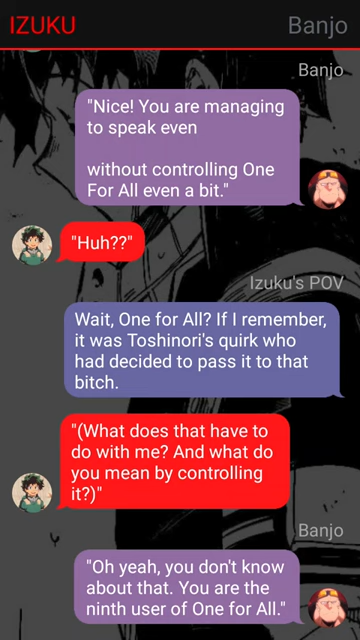 IZUKU
Banjo
Banjo
"Nice! You are managing
to speak even
without controlling One
For All even a bit."
"Huh??"
Izuku's POV
Wait, One for All? If I remember,
it was Toshinori's quirk who
had decided to pass it to that
bitch.
"(What does that have to
do with me? And what do
you mean by controlling
it?)"
Banjo
"Oh yeah, you don't know
about that. You are the
ninth user of One for All."